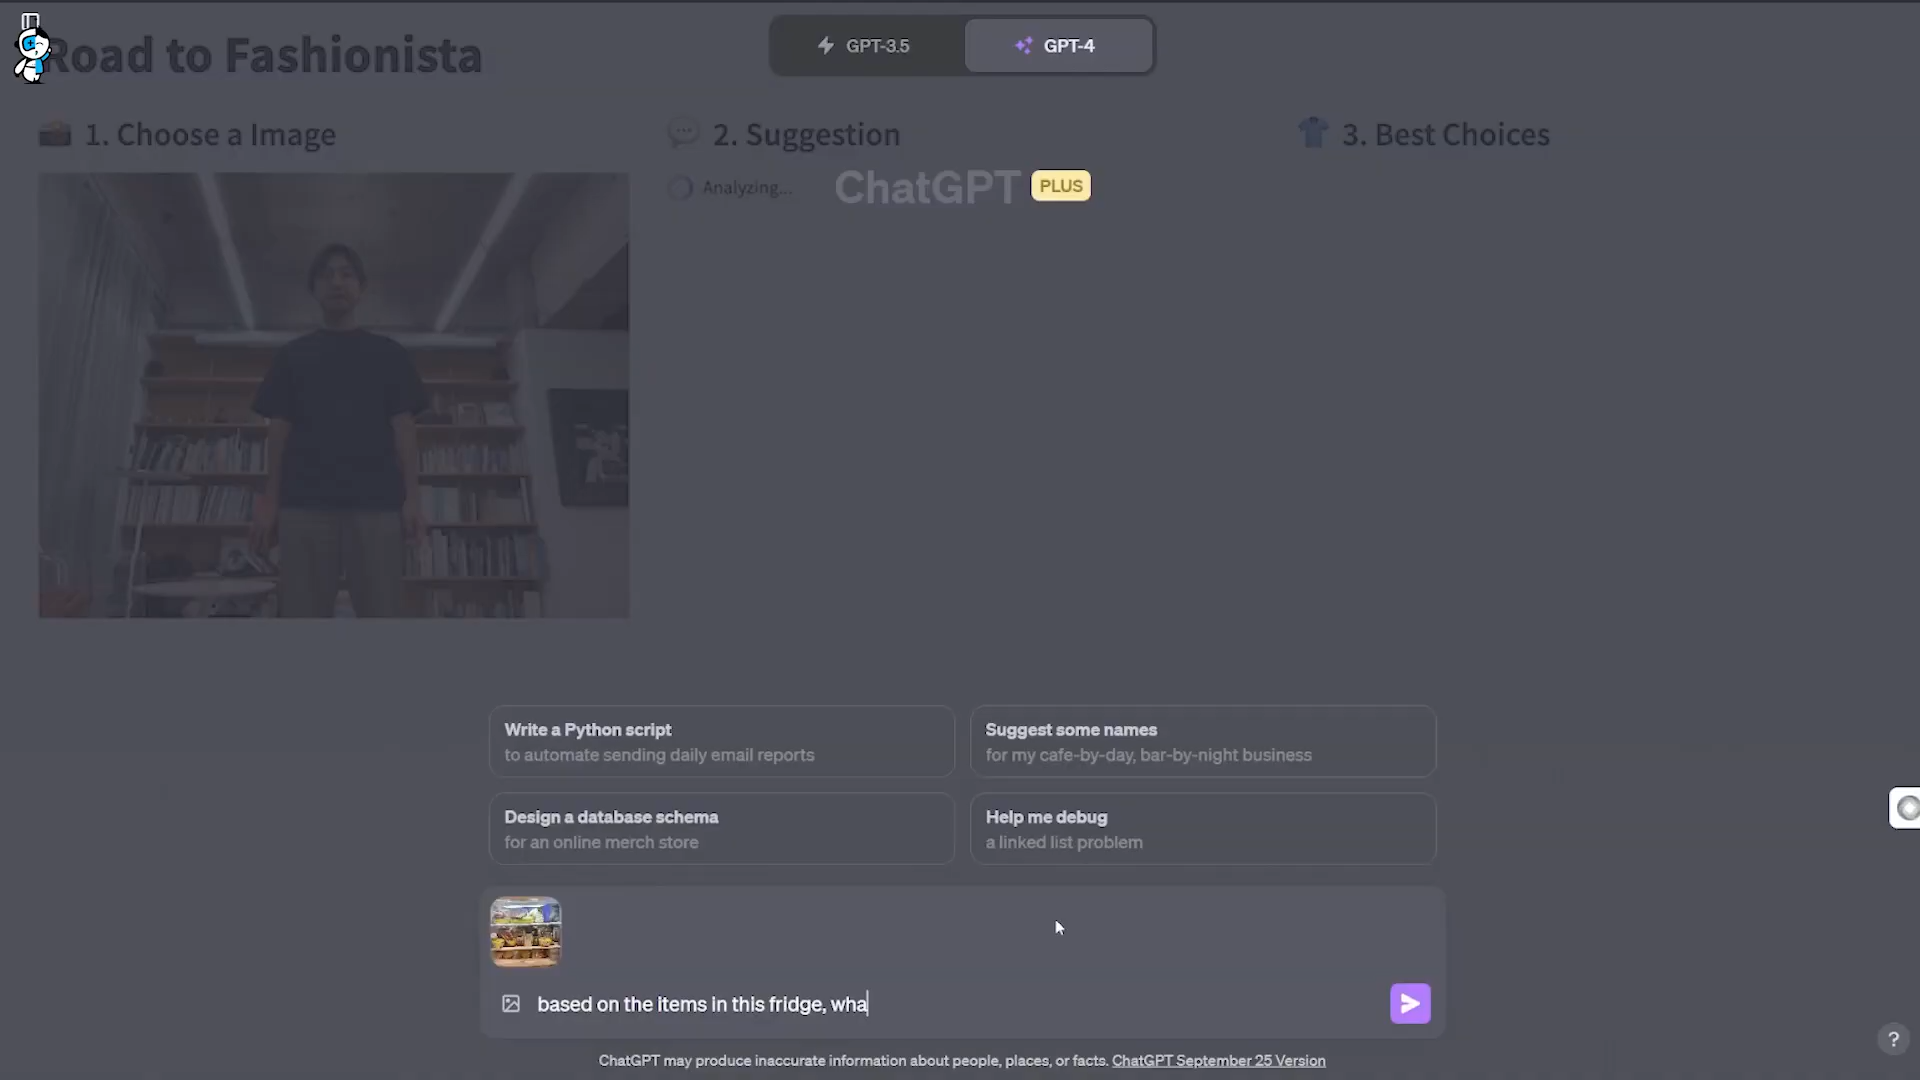 Road to Fashionista
GPT-3.5
GPT-4
1. Choose a Image
2. Suggestion
3. Best Choices
Analyzing...
ChatGPT PLUS
Write a Python script
to automate sending daily email reports
Suggest some names
for my cafe-by-day, bar-by-night business
Design a database schema
for an online merch store
Help me debug
a linked list problem
based on the items in this fridge, wha
ChatGPT may produce inaccurate information about people, places, or facts. ChatGPT September 25 Version
?